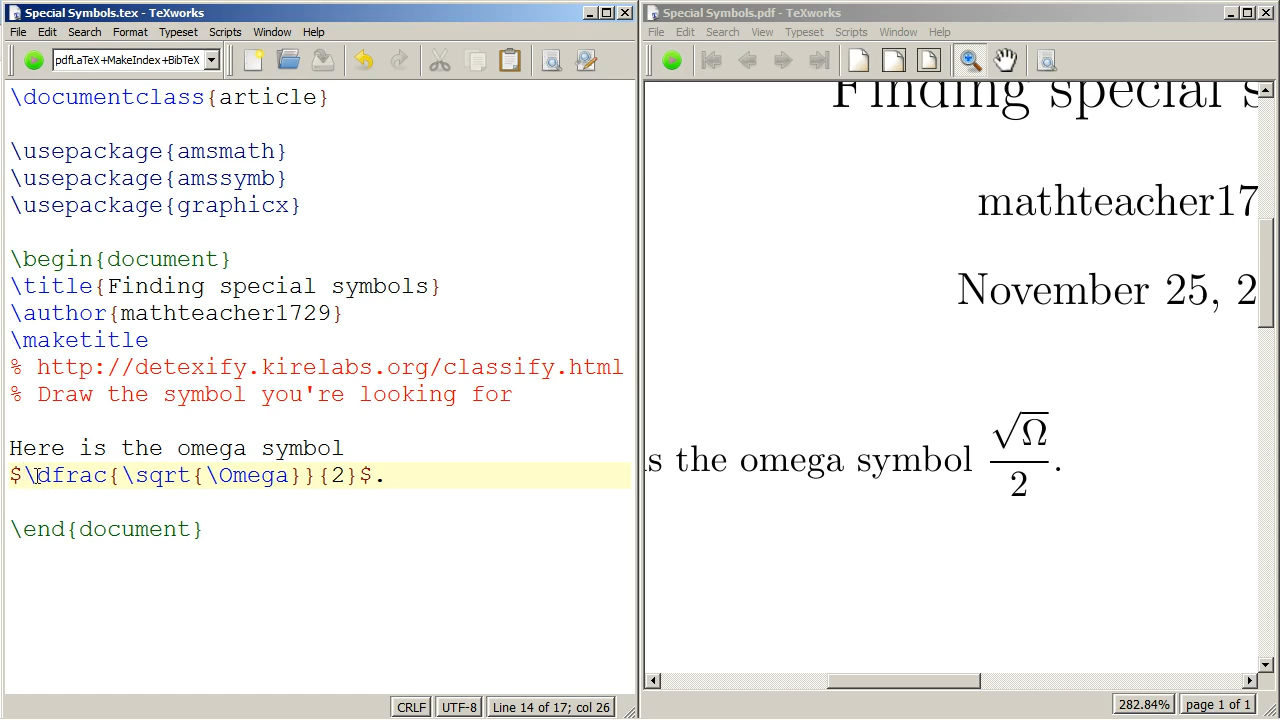 Special Symbols.tex - TeXworks
File Edit Search Format Typeset Scripts Window Help
pdfLaTeX+MakeIndex+BibTeX
\documentclass{article}
\usepackage{amsmath}
\usepackage{amssymb}
\usepackage{graphicx}
\begin{document}
\title{Finding special symbols}
\author{mathteacher1729}
\maketitle
% http://detexify.kirelabs.org/classify.html
% Draw the symbol you're looking for
Here is the omega symbol
$\dfrac{\sqrt{\Omega}}{2}$.
\end{document}
CRLF UTF-8 Line 14 of 17; col 26
Special Symbols.pdf - TeXworks
File Edit Search View Typeset Scripts Window Help
Finding special s
mathteacher17
November 25, 2
is the omega symbol √Ω/2.
282.84% page 1 of 1